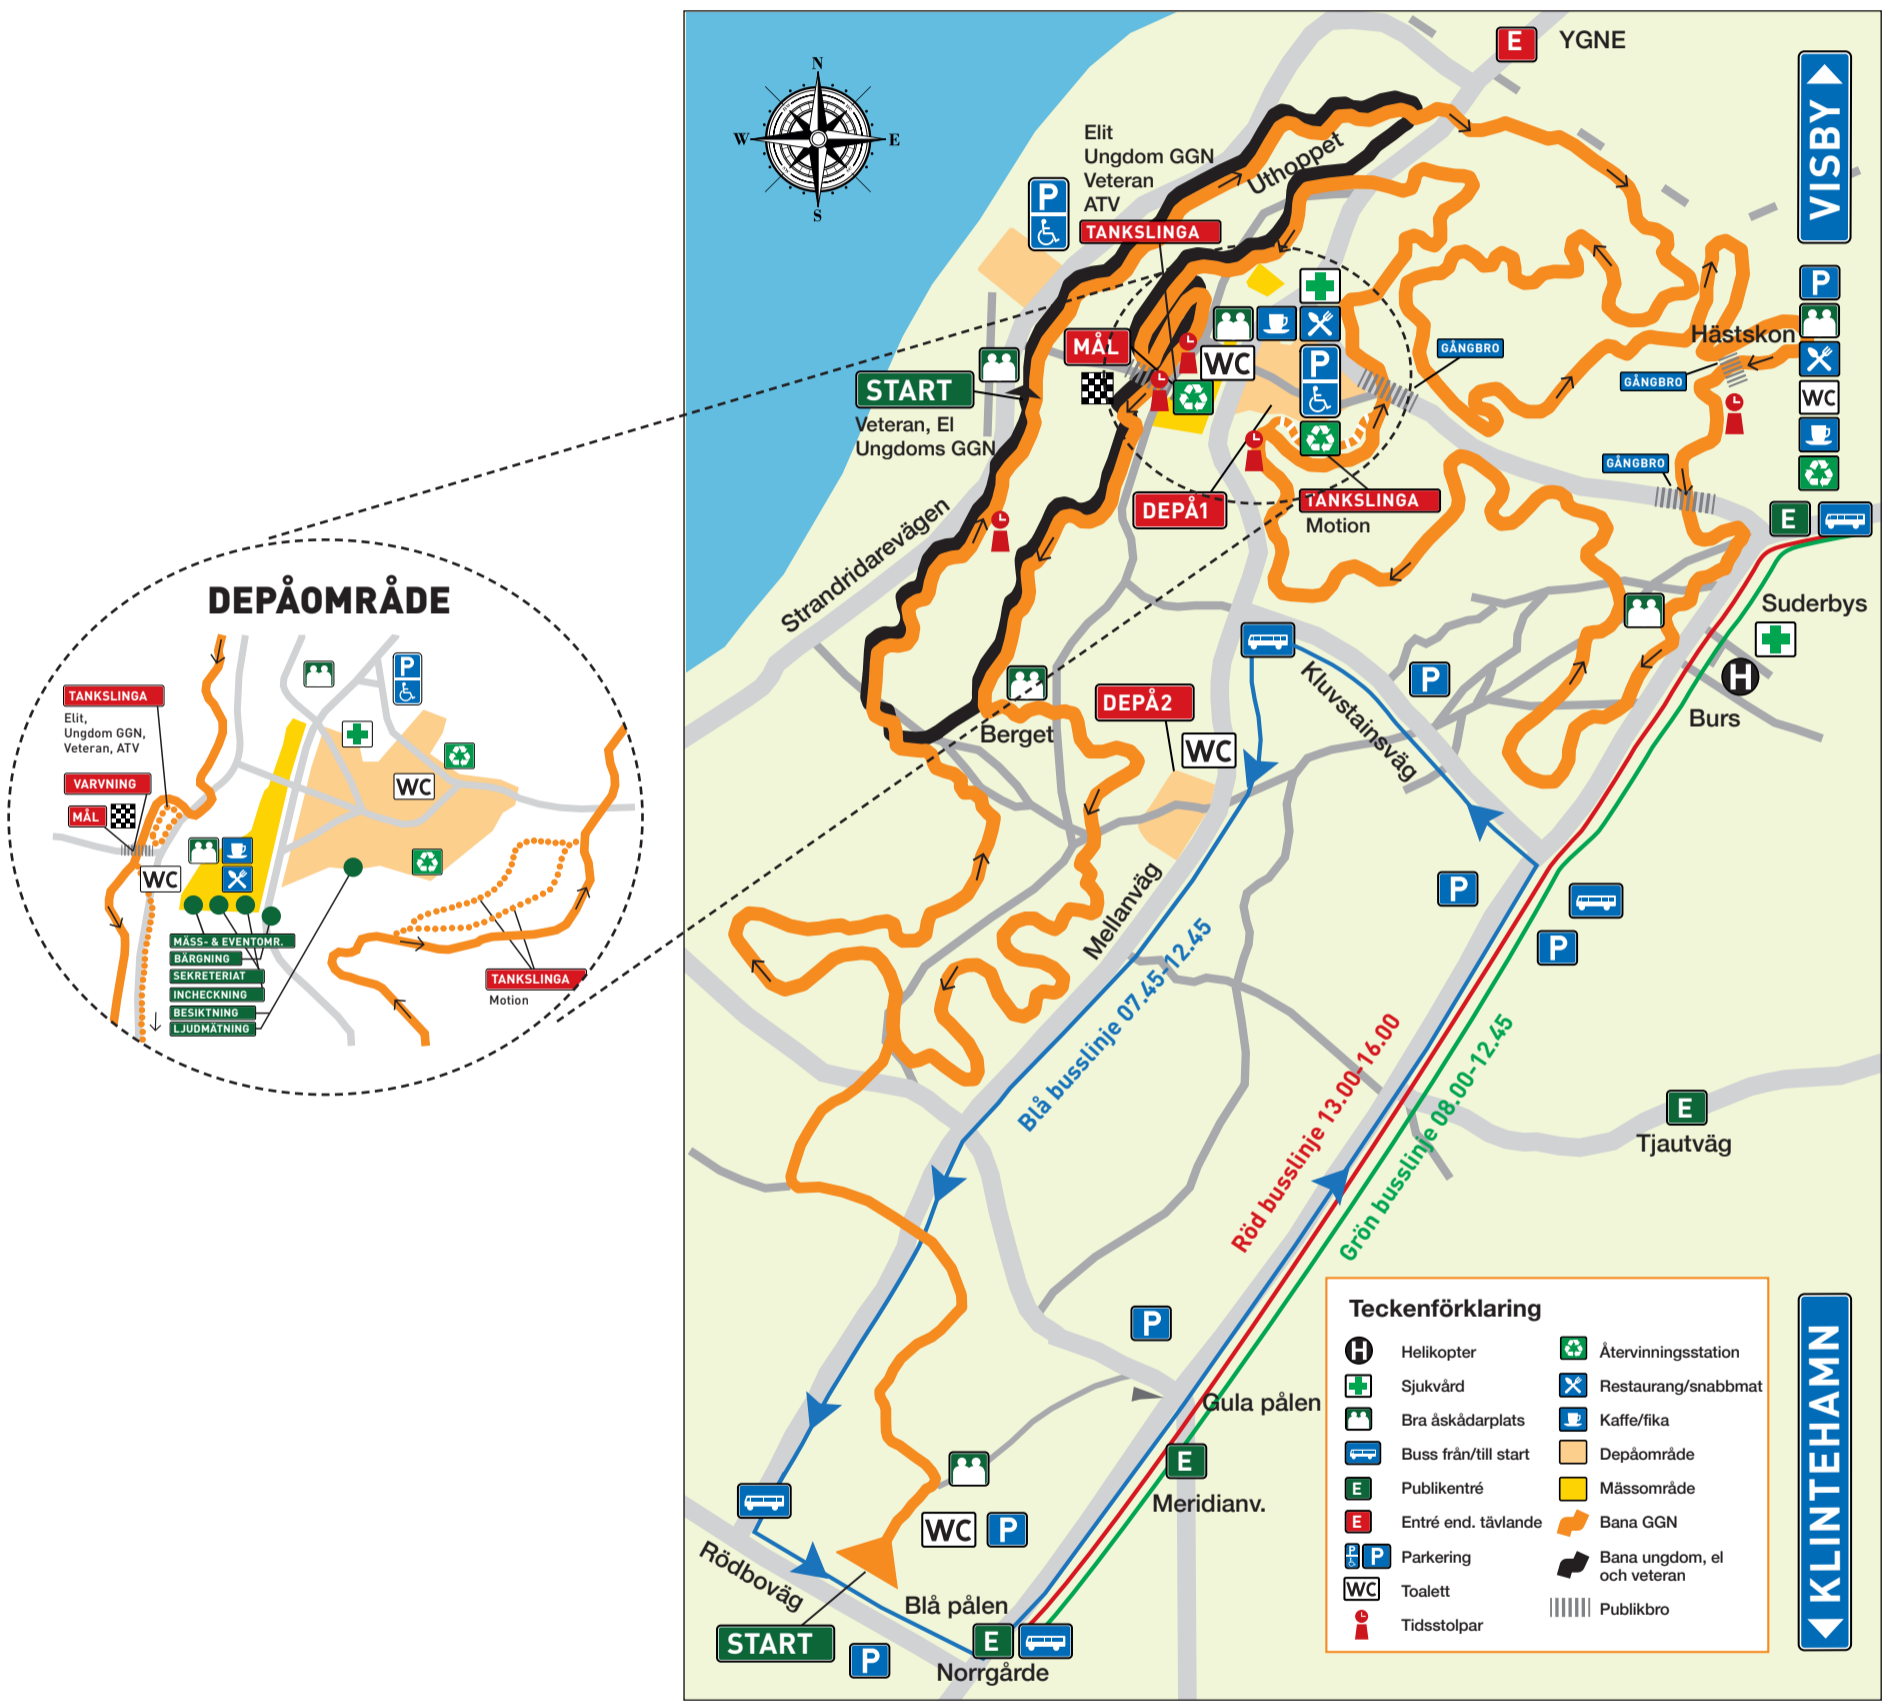 YGNE
E
VISBY
N
W
E
S
Elit
Ungdom GGN
Veteran
ATV
TANKSLINGA
P
Uthoppet
MÅL
WC
P
GÅNGBRO
Hästskon
GÅNGBRO
P
WC
START
Veteran, El
Ungdoms GGN
GÅNGBRO
DEPÅ1
TANKSLINGA
Motion
E
Strandridarevägen
Suderbys
H
Burs
P
Kluvstainsväg
Berget
DEPÅ2
WC
Mellanväg
P
P
Blå busslinje 07.45-12.45
Röd busslinje 13.00-16.00
Grön busslinje 08.00-12.45
E
Tjautväg
P
Gula pålen
E
Meridianv.
WC
P
Rödboväg
Blå pålen
START
P
E
Norrgårde
DEPÅOMRÅDE
P
TANKSLINGA
Elit,
Ungdom GGN,
Veteran, ATV
VARVNING
MÅL
WC
WC
MÄSS- & EVENTOMR.
BÄRGNING
SEKRETERIAT
INCHECKNING
BESIKTNING
LJUDMÄTNING
TANKSLINGA
Motion
Teckenförklaring
H Helikopter
Sjukvård
Bra åskådarplats
Buss från/till start
E Publikentré
E Entré end. tävlande
P P Parkering
WC Toalett
Tidsstolpar
Återvinningsstation
Restaurang/snabbmat
Kaffe/fika
Depåområde
Mässområde
Bana GGN
Bana ungdom, el
och veteran
Publikbro
KLINTEHAMN